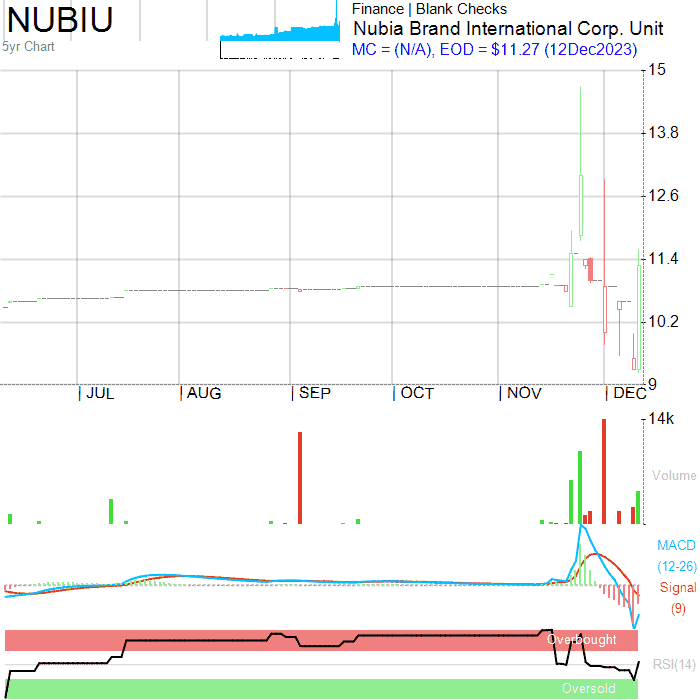 NUBIU
5yr Chart
Finance | Blank Checks
Nubia Brand International Corp. Unit
MC = (N/A), EOD = $11.27 (12Dec2023)
15
13.8
12.6
11.4
10.2
9
JUL AUG SEP OCT NOV DEC
14k
Volume
MACD
(12-26)
Signal
(9)
Overbought
RSI(14)
Oversold